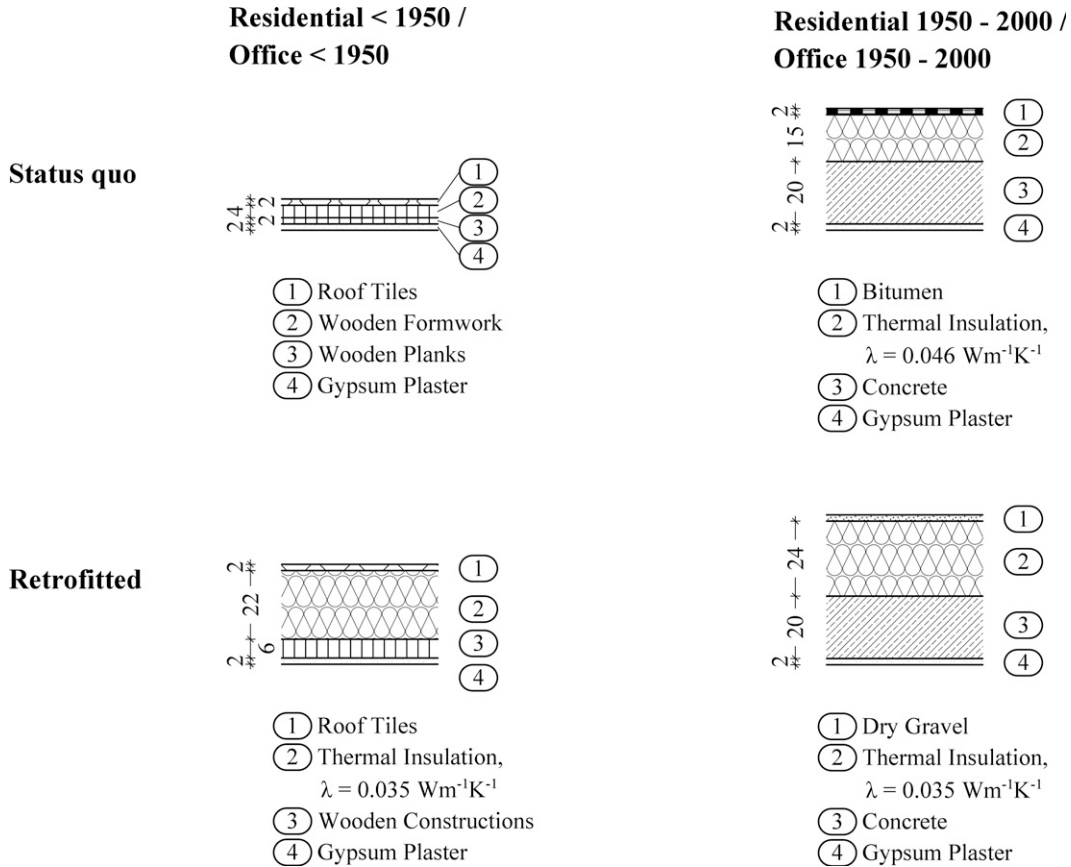 Residential < 1950 /
Office < 1950
Residential 1950 - 2000 /
Office 1950 - 2000
Status quo
2 4 2 2
1
2
3
4
1 Roof Tiles
2 Wooden Formwork
3 Wooden Planks
4 Gypsum Plaster
2
15
20
2
1
2
3
4
1 Bitumen
2 Thermal Insulation,
λ = 0.046 Wm⁻¹K⁻¹
3 Concrete
4 Gypsum Plaster
Retrofitted
2
22
6
2
1
2
3
4
1 Roof Tiles
2 Thermal Insulation,
λ = 0.035 Wm⁻¹K⁻¹
3 Wooden Constructions
4 Gypsum Plaster
24
20
2
1
2
3
4
1 Dry Gravel
2 Thermal Insulation,
λ = 0.035 Wm⁻¹K⁻¹
3 Concrete
4 Gypsum Plaster